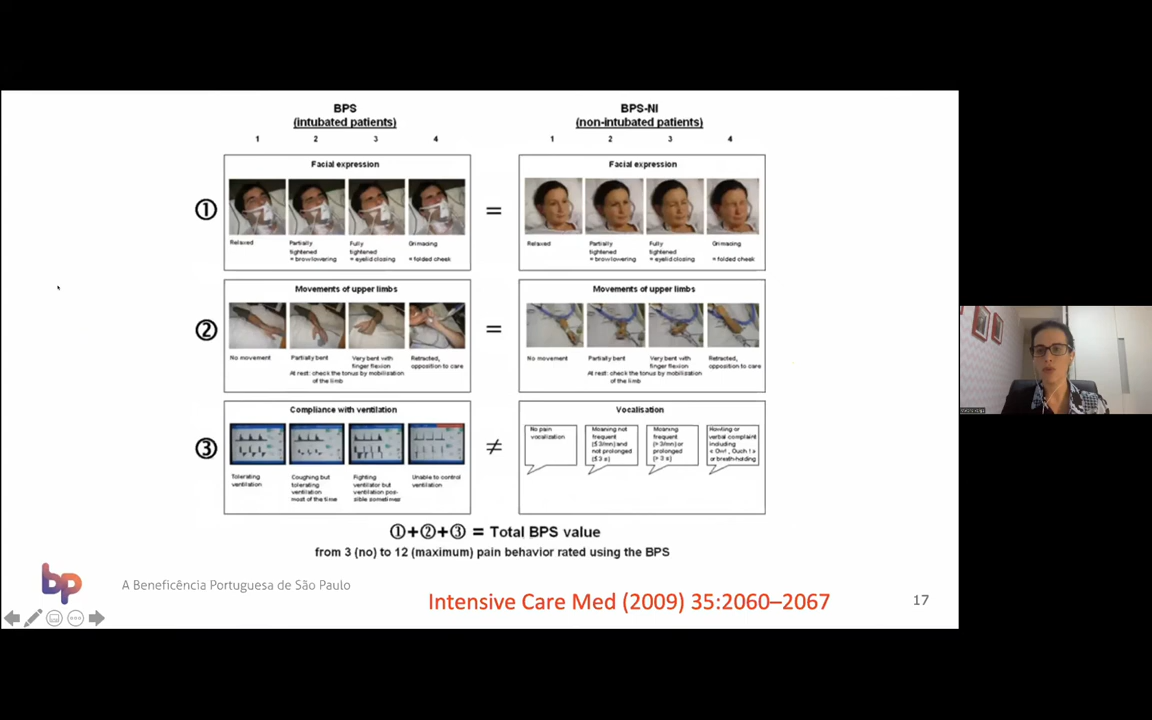 BPS
(intubated patients)
1 2 3 4
BPS-NI
(non-intubated patients)
1 2 3 4
①
Facial expression
Relaxed
Partially
tightened
= browlowering
Fully
tightened
= eyelid closing
Grimacing
= folded cheek
=
Facial expression
Relaxed
Partially
tightened
= browlowering
Fully
tightened
= eyelid closing
Grimacing
= folded cheek
②
Movements of upper limbs
No movement
Partially bent
Very bent with
finger flexion
Retracted,
opposition to care
At rest: check the tonus by mobilisation
of the limb
=
Movements of upper limbs
No movement
Partially bent
Very bent with
finger flexion
Retracted,
opposition to care
At rest: check the tonus by mobilisation
of the limb
③
Compliance with ventilation
Tolerating
ventilation
Coughing but
tolerating
ventilation
most of the time
Fighting
ventilator but
ventilation pos-
sible sometimes
Unable to control
ventilation
≠
Vocalisation
No pain
vocalization
Moaning not
frequent
and
not prolonged
Moaning
frequent
or
prolonged
Howling or
verbal complaint
including
« Ow! , Ouch ! »
or breath-holding
①+②+③ = Total BPS value
from 3 (no) to 12 (maximum) pain behavior rated using the BPS
bp
A Beneficência Portuguesa de São Paulo
Intensive Care Med (2009) 35:2060–2067
17